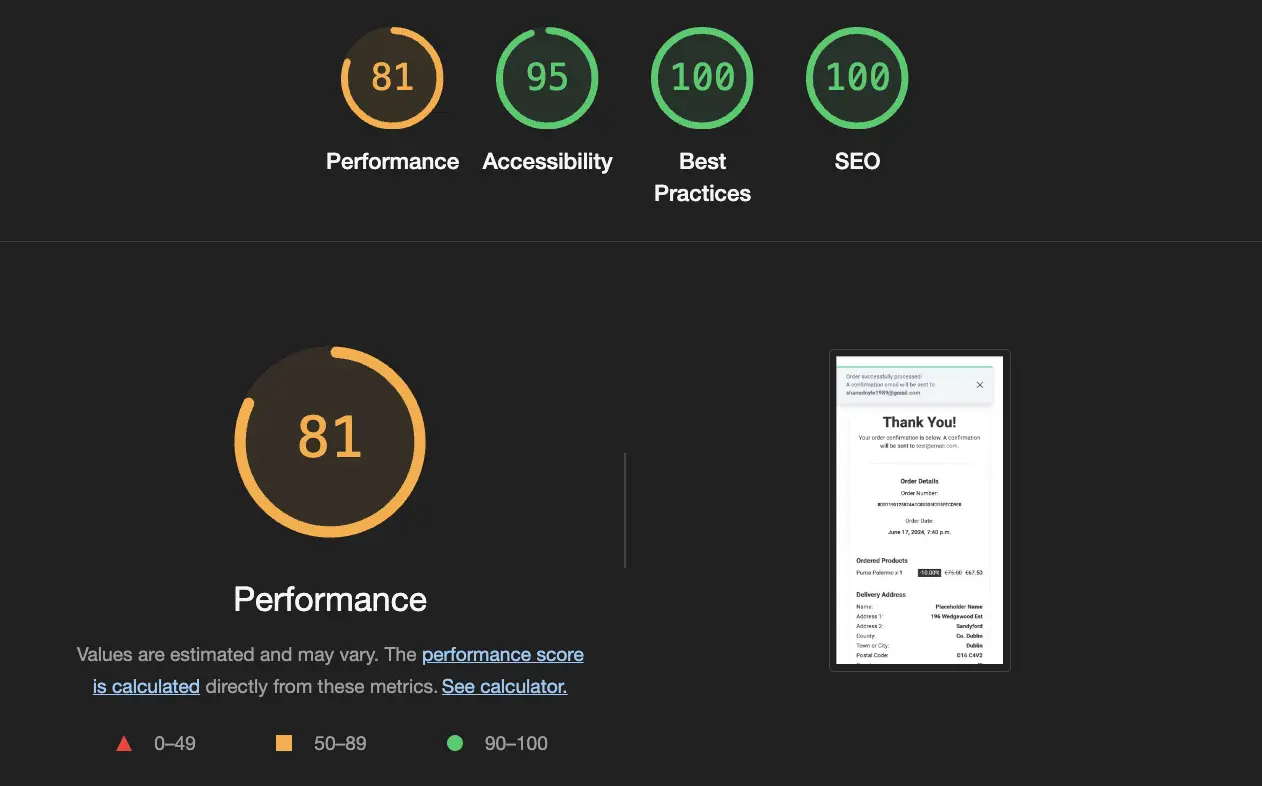 81
95
100
100
Performance
Accessibility
Best
Practices
SEO
81
Performance
Values are estimated and may vary. The performance score
is calculated directly from these metrics. See calculator.
0–49
50–89
90–100
Order successfully processed!
A confirmation email will be sent to
Thank You!
Your order confirmation is below. A confirmation
will be sent to test@email.com.
Order Details
Order Number:
Order Date:
June 17, 2024, 7:40 p.m.
Ordered Products
Puma Palermo x 1 -10.00% €75.00 €67.50
Delivery Address
Name: Placeholder Name
Address 1: 196 Wedgewood Est
Address 2: Sandyford
County: Co. Dublin
Town or City: Dublin
Postal Code: D16 C4V2